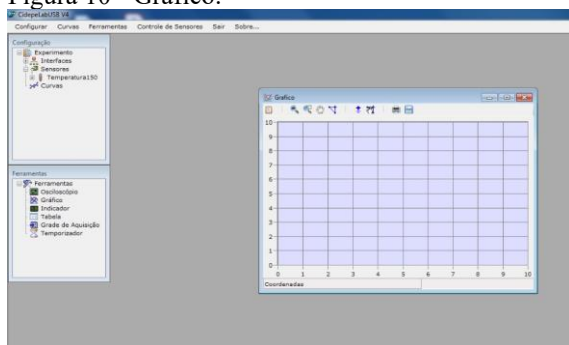 Figura 10 - Gráfico.
CidepeLabUSB V4
Configurar Curvas Ferramentas Controle de Sensores Sair Sobre...
Configuração
Experimento
Interfaces
Sensores
Temperatura150
Curvas
Ferramentas
Ferramentas
Osciloscópio
Gráfico
Indicador
Tabela
Grade de Aquisição
Temporizador
Gráfico
10
9
8
7
6
5
4
3
2
1
0
0 1 2 3 4 5 6 7 8 9 10
Coordenadas